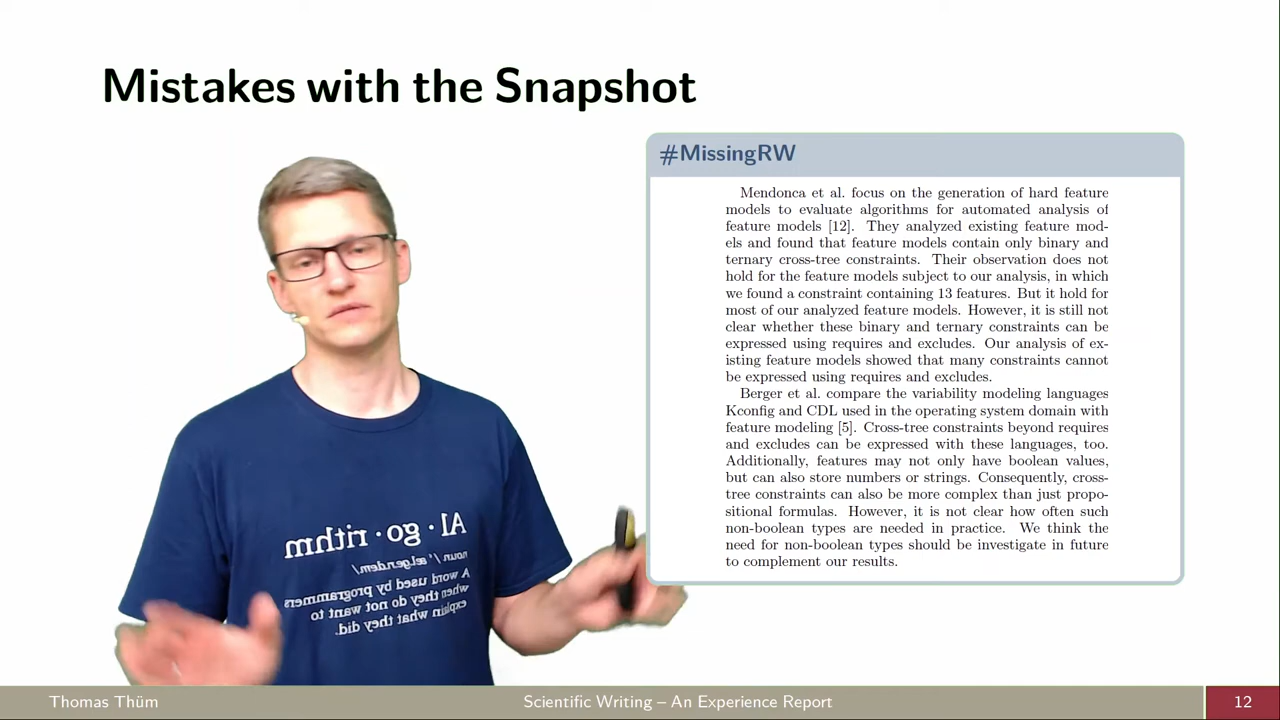 Mistakes with the Snapshot
#MissingRW
Mendonca et al. focus on the generation of hard feature
models to evaluate algorithms for automated analysis of
feature models [12]. They analyzed existing feature mod-
els and found that feature models contain only binary and
ternary cross-tree constraints. Their observation does not
hold for the feature models subject to our analysis, in which
we found a constraint containing 13 features. But it hold for
most of our analyzed feature models. However, it is still not
clear whether these binary and ternary constraints can be
expressed using requires and excludes. Our analysis of ex-
isting feature models showed that many constraints cannot
be expressed using requires and excludes.
Berger et al. compare the variability modeling languages
Kconfig and CDL used in the operating system domain with
feature modeling [5]. Cross-tree constraints beyond requires
and excludes can be expressed with these languages, too.
Additionally, features may not only have boolean values,
but can also store numbers or strings. Consequently, cross-
tree constraints can also be more complex than just propo-
sitional formulas. However, it is not clear how often such
non-boolean types are needed in practice. We think the
need for non-boolean types should be investigate in future
to complement our results.
Al·go·rithm
noun
A word used by programmers
when they do not want to
explain what they did.
Thomas Thüm
Scientific Writing – An Experience Report
12